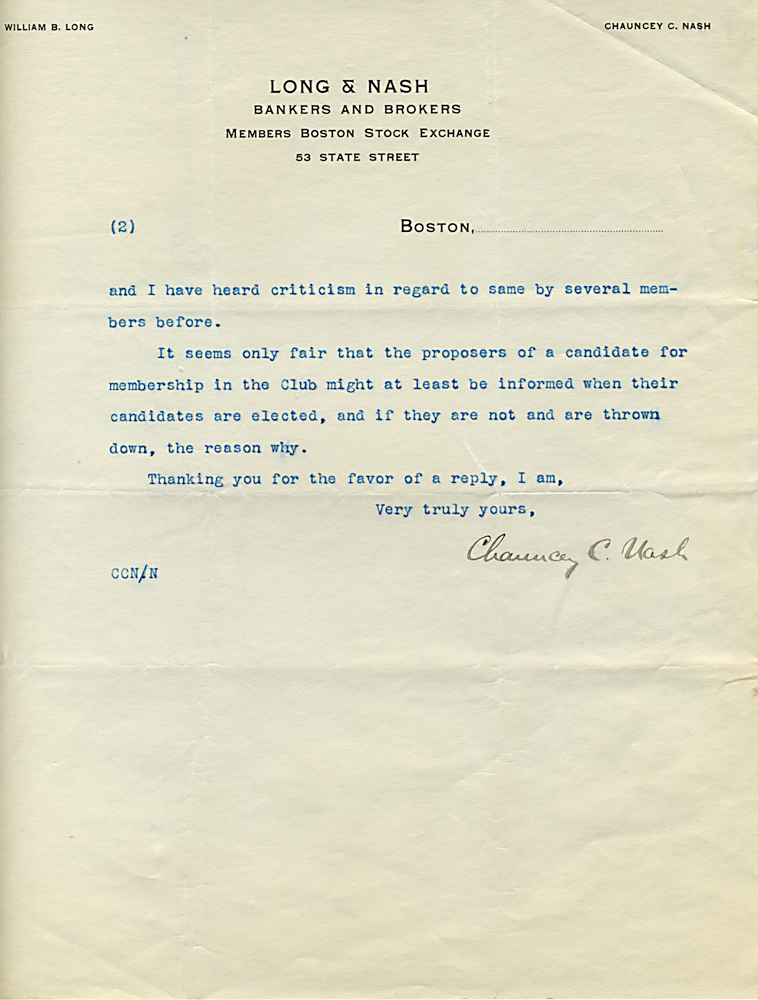 WILLIAM B. LONG
CHAUNCEY C. NASH
LONG & NASH
BANKERS AND BROKERS
MEMBERS BOSTON STOCK EXCHANGE
53 STATE STREET
(2)
BOSTON,
and I have heard criticism in regard to same by several mem-
bers before.
It seems only fair that the proposers of a candidate for
membership in the Club might at least be informed when their
candidates are elected, and if they are not and are thrown
down, the reason why.
Thanking you for the favor of a reply, I am,
Very truly yours,
Chauncey C. Nash
CCN/N